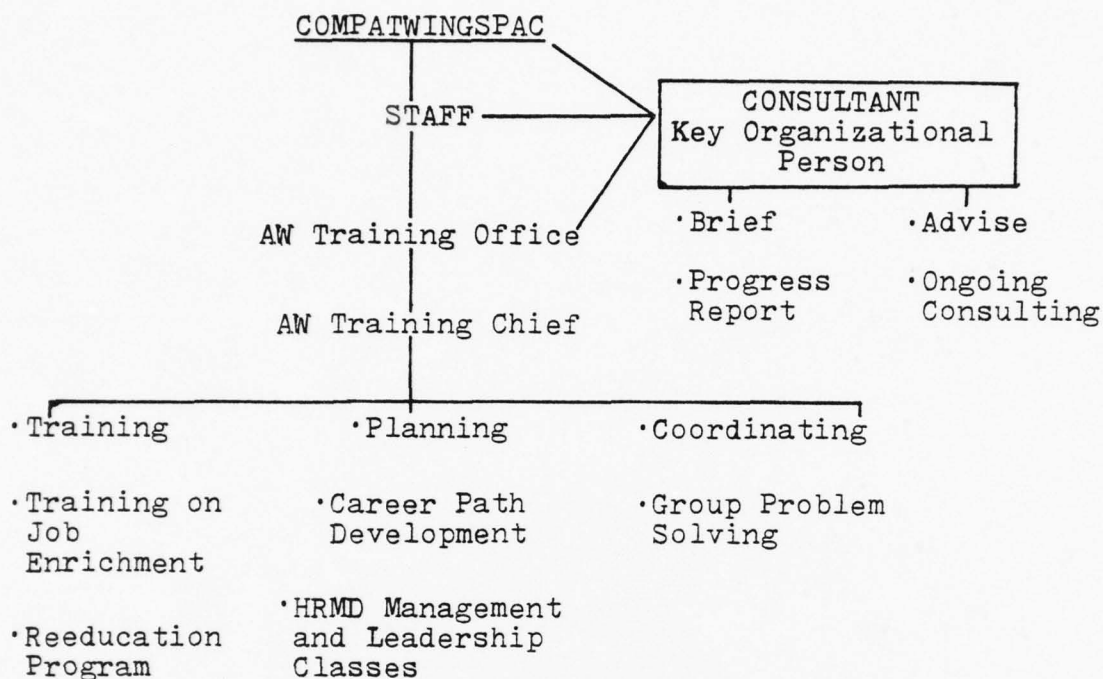 COMPATWINGSPAC
STAFF
CONSULTANT
Key Organizational
Person
·Brief
·Progress
Report
·Advise
·Ongoing
Consulting
AW Training Office
AW Training Chief
·Training
·Training on
Job
Enrichment
·Reeducation
Program
·Planning
·Career Path
Development
·HRMD Management
and Leadership
Classes
·Coordinating
·Group Problem
Solving